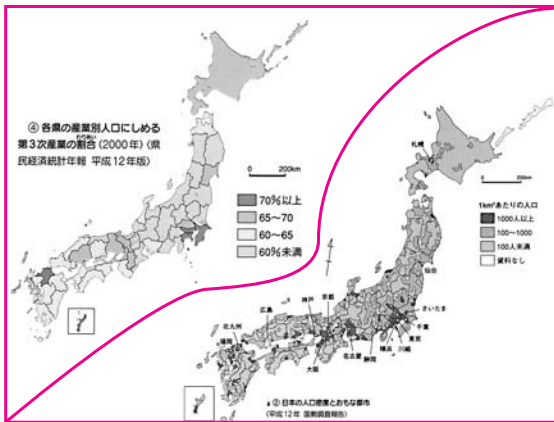 ④ 各県の産業別人口にしめる
わりあい
第3次産業の割合(2000年)〈県
民経済統計年報 平成12年版〉
0 200km
70%以上
65～70
60～65
60%未満
札幌
0 200km
1km²あたりの人口
1000人以上
100～1000
100人未満
資料なし
仙台
さいたま
千葉
東京
川崎
横浜
静岡
名古屋
京都
神戸
大阪
広島
北九州
福岡
▲② 日本の人口密度とおもな都市
(平成12年 国勢調査報告)